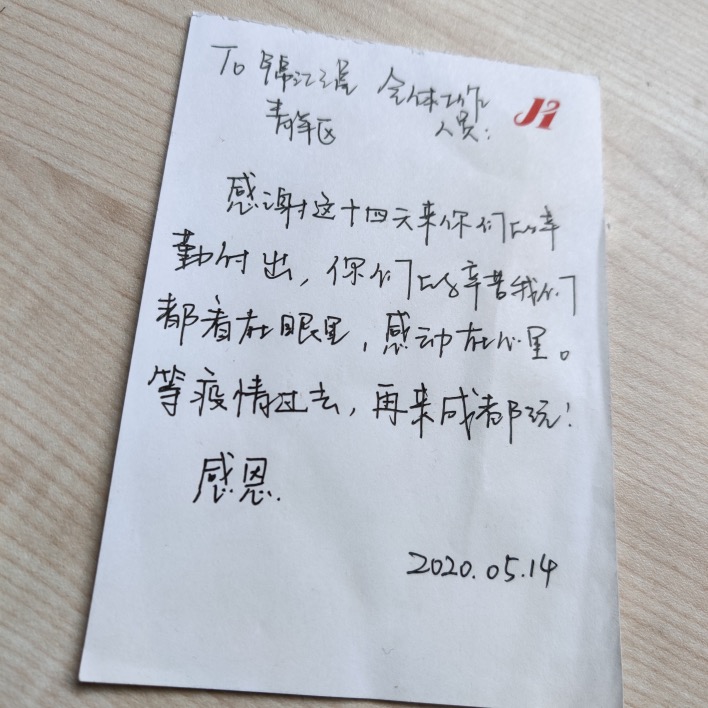 To 锦江之星 全体工作
青羊区 人员：
感谢这十四天来你们的辛
勤付出，你们的辛苦我们
都看在眼里，感动在心里。
等疫情过去，再来成都玩！
感恩.
2020.05.14